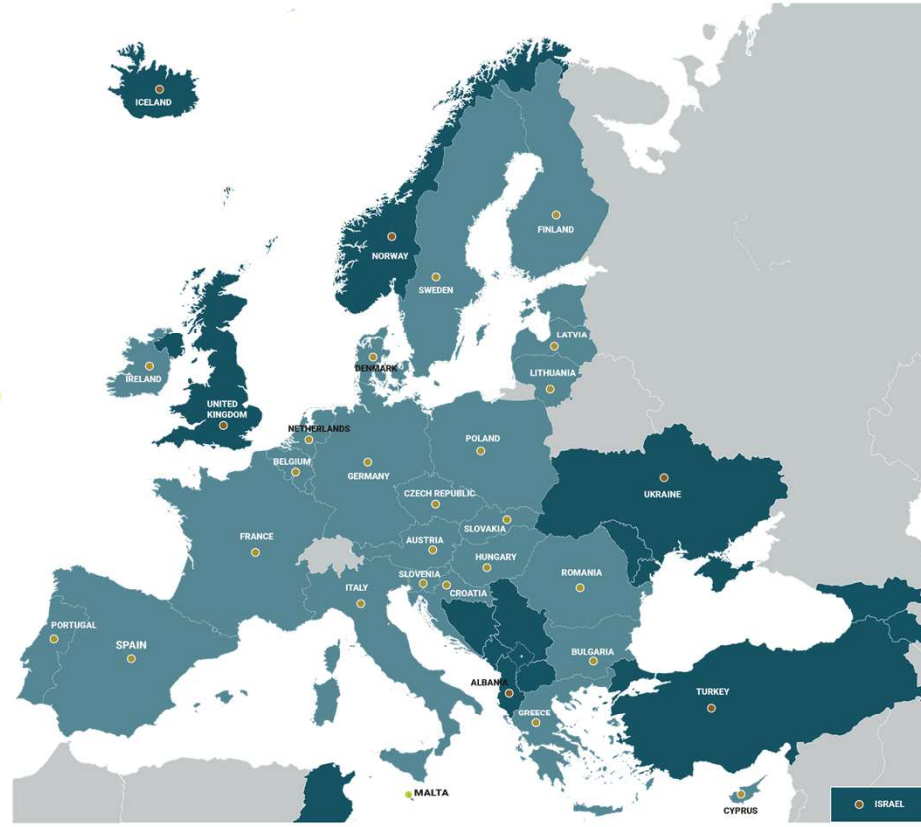 ICELAND
NORWAY
FINLAND
SWEDEN
LATVIA
DENMARK
LITHUANIA
IRELAND
UNITED
KINGDOM
NETHERLANDS
POLAND
BELGIUM
GERMANY
CZECH REPUBLIC
UKRAINE
SLOVAKIA
FRANCE
AUSTRIA
HUNGARY
SLOVENIA
ROMANIA
ITALY
CROATIA
PORTUGAL
SPAIN
BULGARIA
ALBANIA
TURKEY
GREECE
MALTA
CYPRUS
ISRAEL